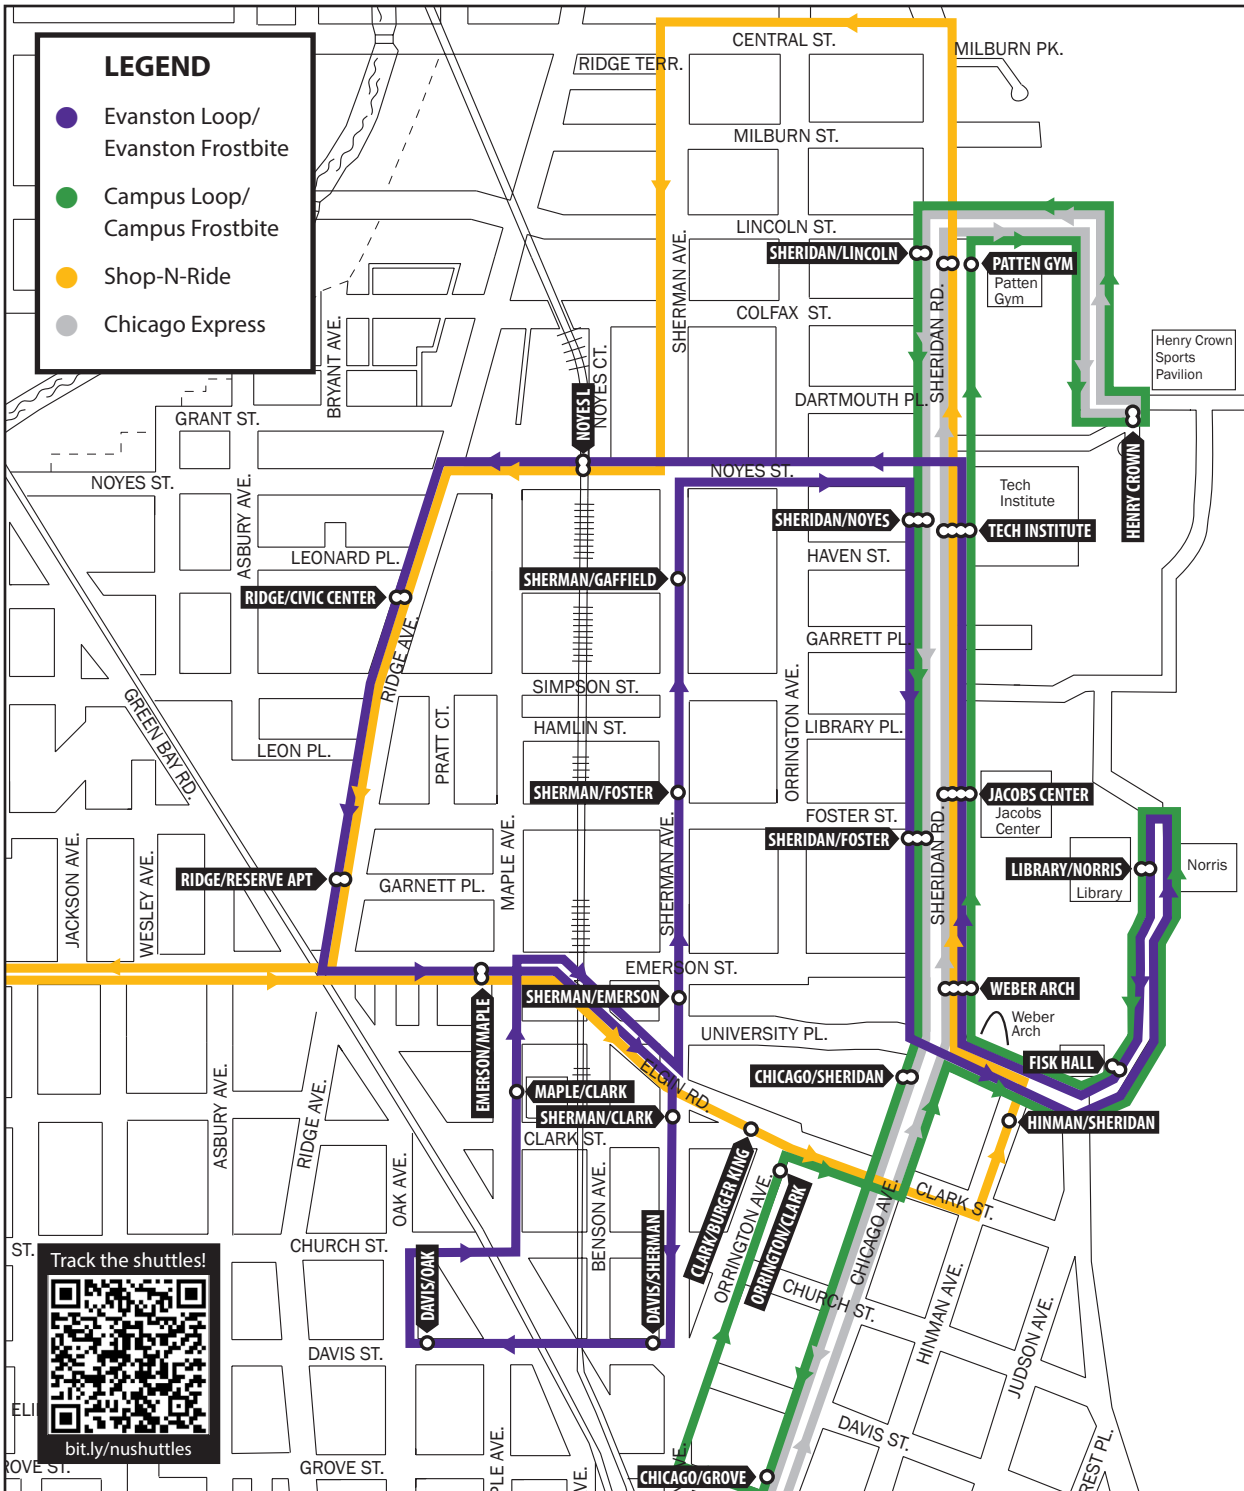 LEGEND
Evanston Loop/
Evanston Frostbite
Campus Loop/
Campus Frostbite
Shop-N-Ride
Chicago Express
CENTRAL ST.
MILBURN PK.
RIDGE TERR.
MILBURN ST.
LINCOLN ST.
SHERIDAN/LINCOLN
PATTEN GYM
Patten
Gym
SHERMAN AVE.
SHERIDAN RD.
COLFAX ST.
Henry Crown
Sports
Pavilion
BRYANT AVE.
NOYES CT.
NOYES L
DARTMOUTH PL.
GRANT ST.
HENRY CROWN
NOYES ST.
NOYES ST.
ASBURY AVE.
Tech
Institute
SHERIDAN/NOYES
TECH INSTITUTE
LEONARD PL.
HAVEN ST.
SHERMAN/GAFFIELD
RIDGE/CIVIC CENTER
RIDGE AVE.
GARRETT PL.
SIMPSON ST.
ORRINGTON AVE.
GREEN BAY RD.
PRATT CT.
HAMLIN ST.
LIBRARY PL.
LEON PL.
SHERMAN/FOSTER
JACOBS CENTER
Jacobs
Center
FOSTER ST.
SHERIDAN/FOSTER
SHERIDAN RD.
JACKSON AVE.
WESLEY AVE.
MAPLE AVE.
SHERMAN AVE.
LIBRARY/NORRIS
Norris
Library
RIDGE/RESERVE APT
GARNETT PL.
EMERSON ST.
SHERMAN/EMERSON
WEBER ARCH
Weber
Arch
EMERSON/MAPLE
UNIVERSITY PL.
FISK HALL
ELGIN RD.
CHICAGO/SHERIDAN
MAPLE/CLARK
SHERMAN/CLARK
HINMAN/SHERIDAN
ASBURY AVE.
RIDGE AVE.
CLARK ST.
OAK AVE.
BENSON AVE.
CLARK/BURGER KING
ORRINGTON AVE.
ORRINGTON/CLARK
CHICAGO AVE.
CLARK ST.
ST.
CHURCH ST.
DAVIS/OAK
DAVIS/SHERMAN
CHURCH ST.
HINMAN AVE.
JUDSON AVE.
Track the shuttles!
DAVIS ST.
DAVIS ST.
ELI
bit.ly/nushuttles
ROVE ST.
GROVE ST.
PLE AVE.
VE.
VE.
CHICAGO/GROVE
REST PL.